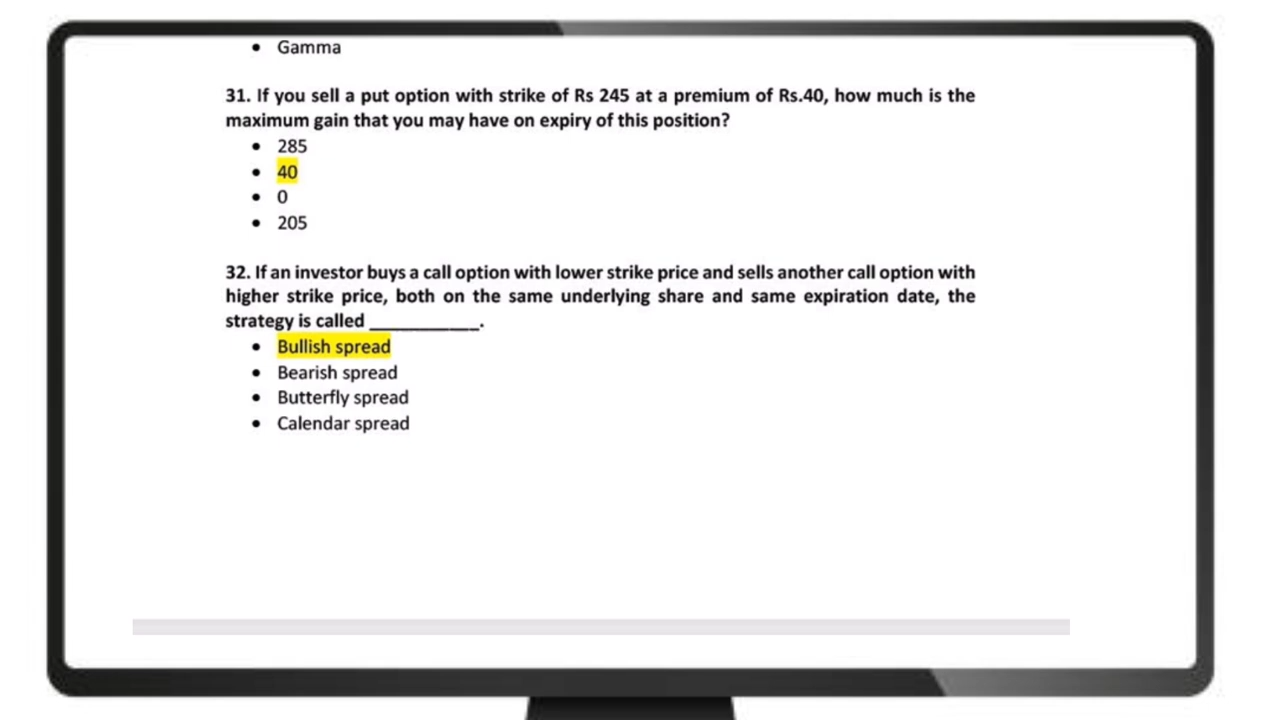 • Gamma
31. If you sell a put option with strike of Rs 245 at a premium of Rs.40, how much is the
maximum gain that you may have on expiry of this position?
• 285
• 40
• 0
• 205
32. If an investor buys a call option with lower strike price and sells another call option with
higher strike price, both on the same underlying share and same expiration date, the
strategy is called ___________.
• Bullish spread
• Bearish spread
• Butterfly spread
• Calendar spread